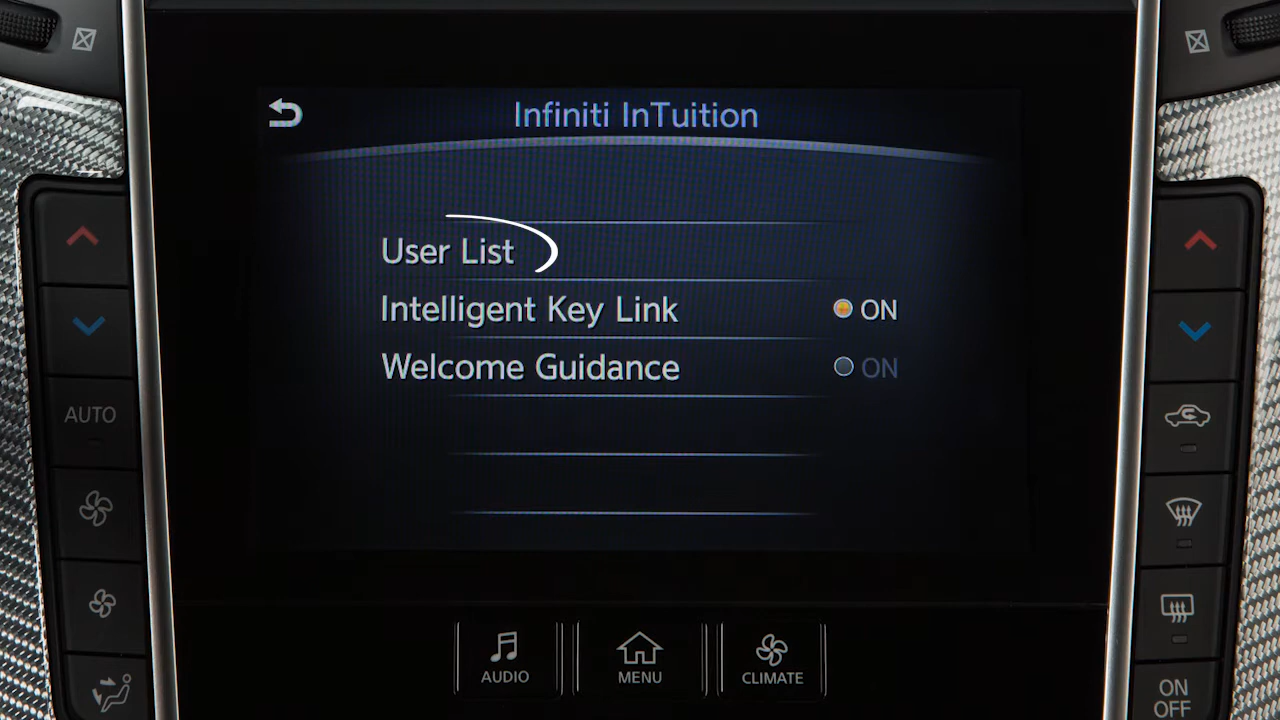 Infiniti InTuition
User List
Intelligent Key Link ON
Welcome Guidance ON
AUTO
AUDIO
MENU
CLIMATE
ON
OFF